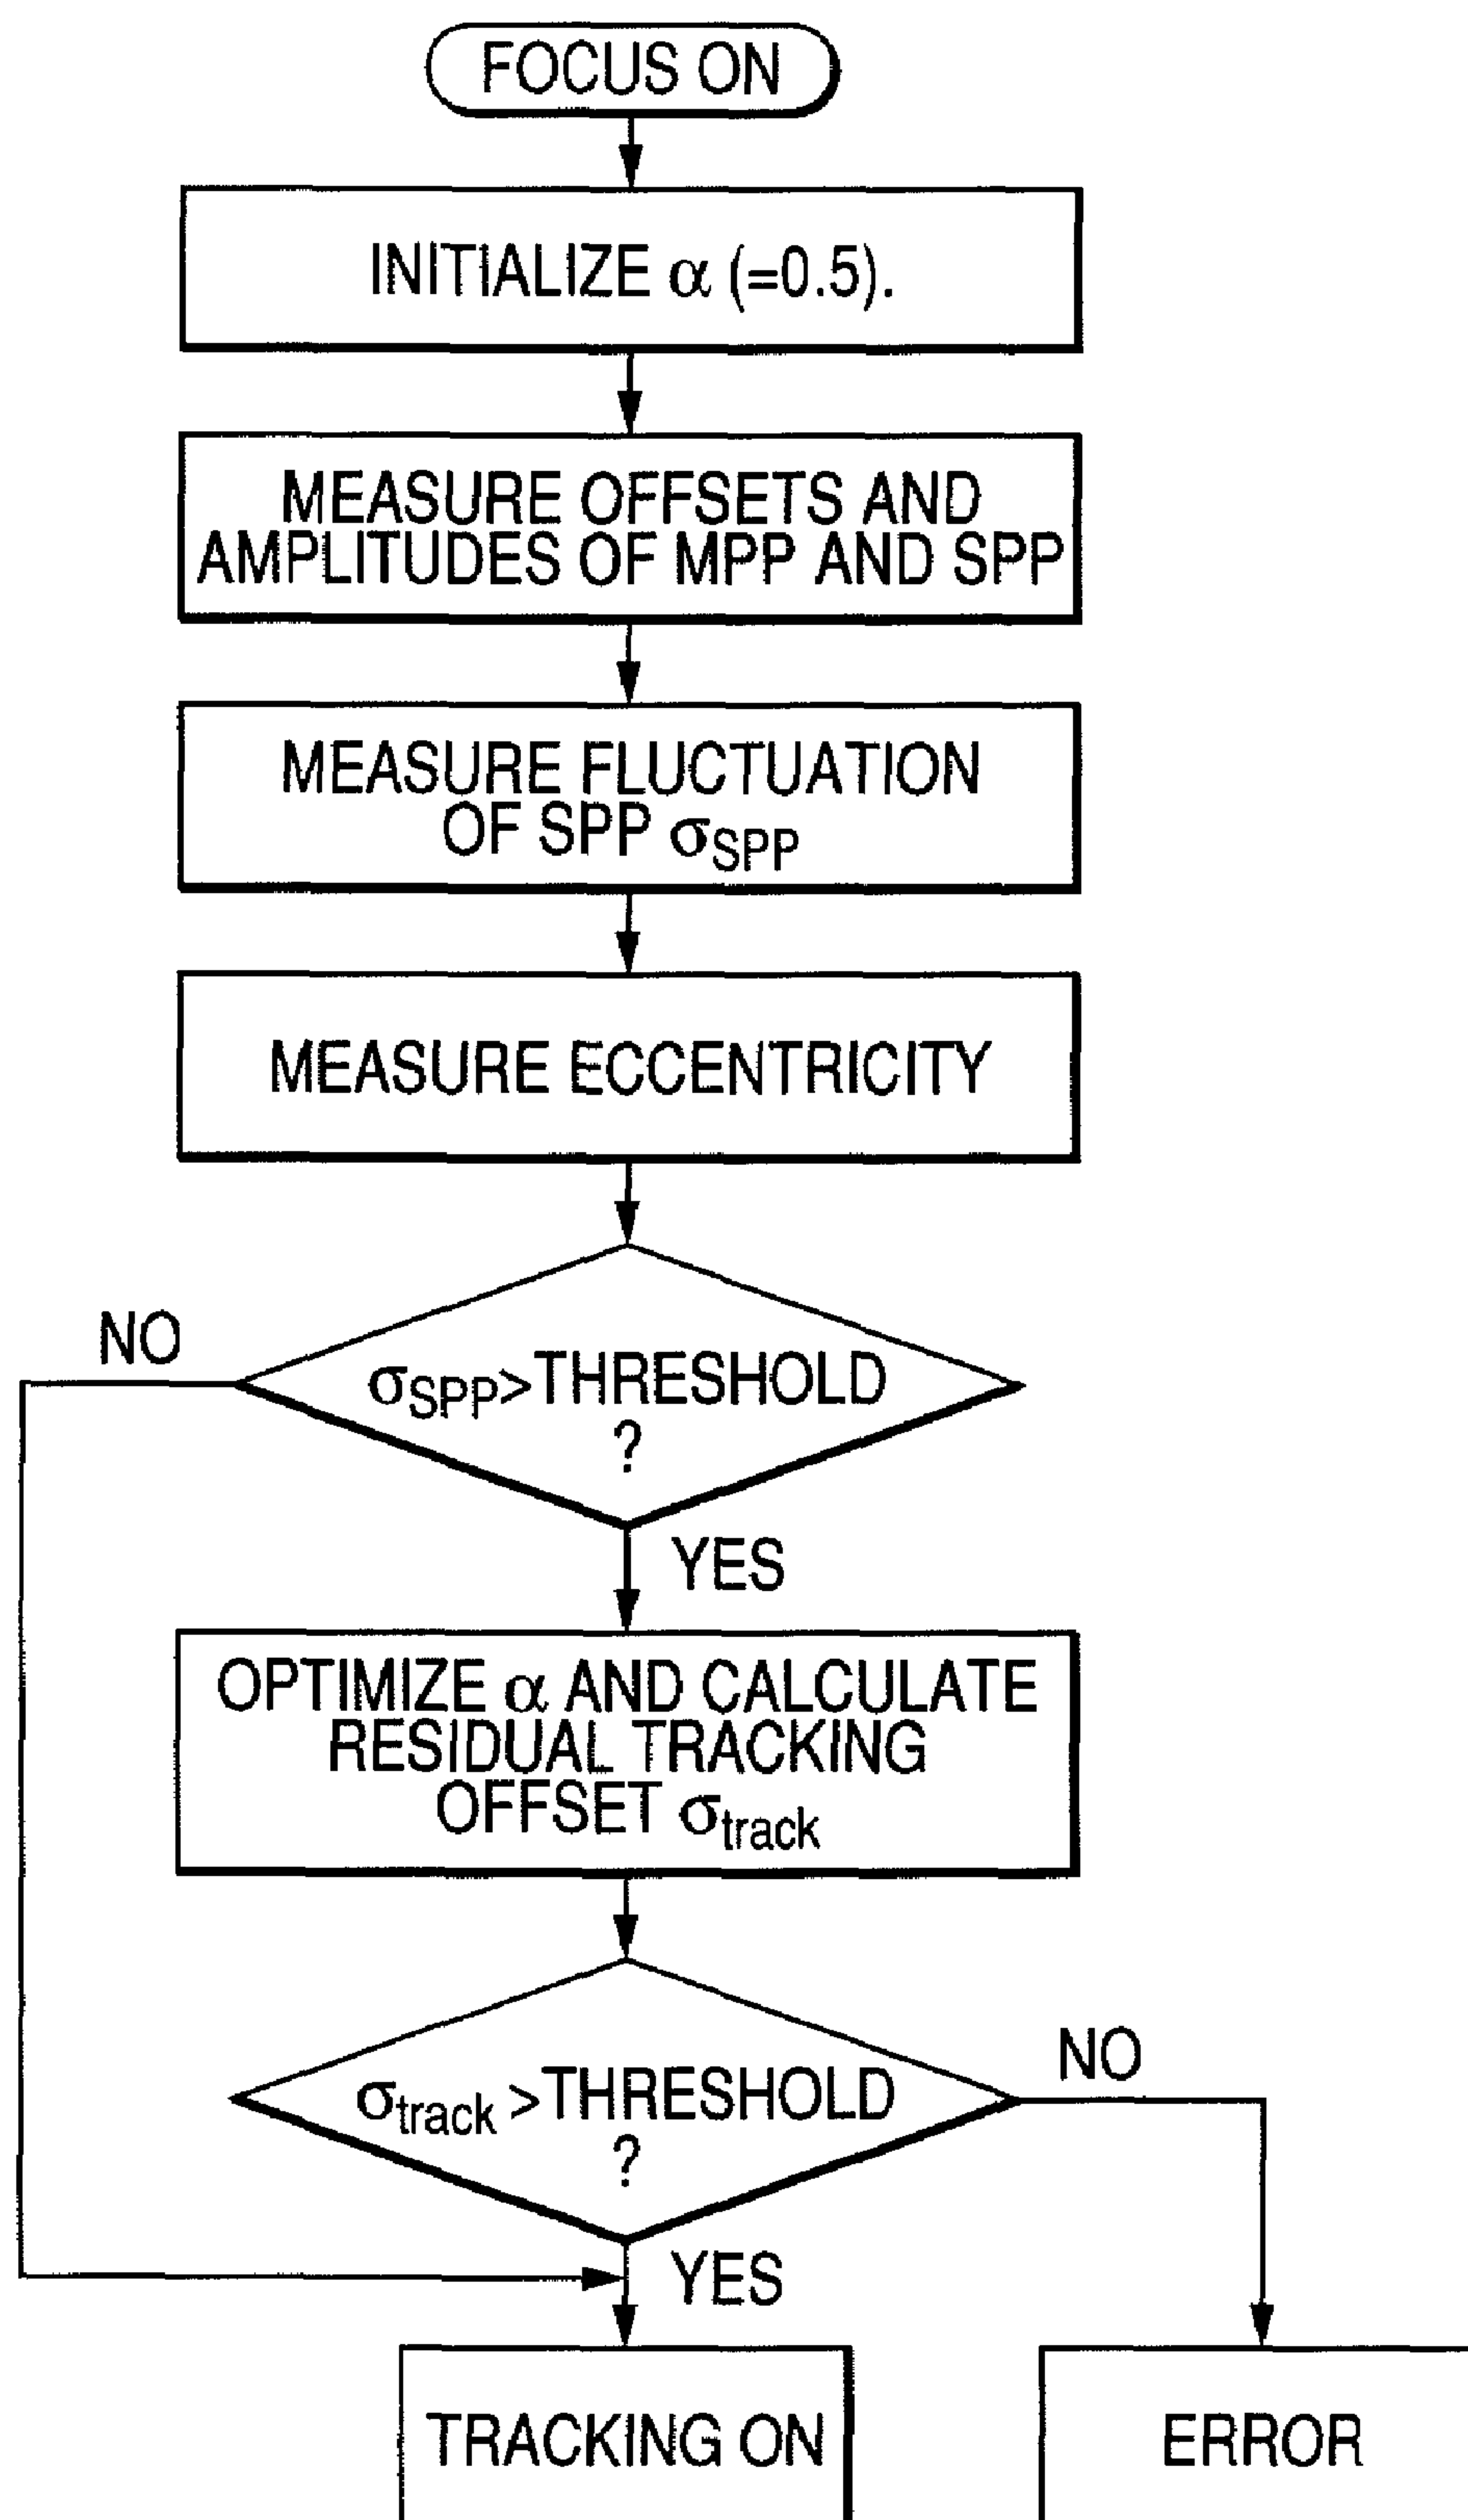 FOCUS ON
INITIALIZE α (=0.5).
MEASURE OFFSETS AND
AMPLITUDES OF MPP AND SPP
MEASURE FLUCTUATION
OF SPP σSPP
MEASURE ECCENTRICITY
NO
σSPP>THRESHOLD
?
YES
OPTIMIZE α AND CALCULATE
RESIDUAL TRACKING
OFFSET σtrack
NO
σtrack >THRESHOLD
?
YES
TRACKING ON
ERROR